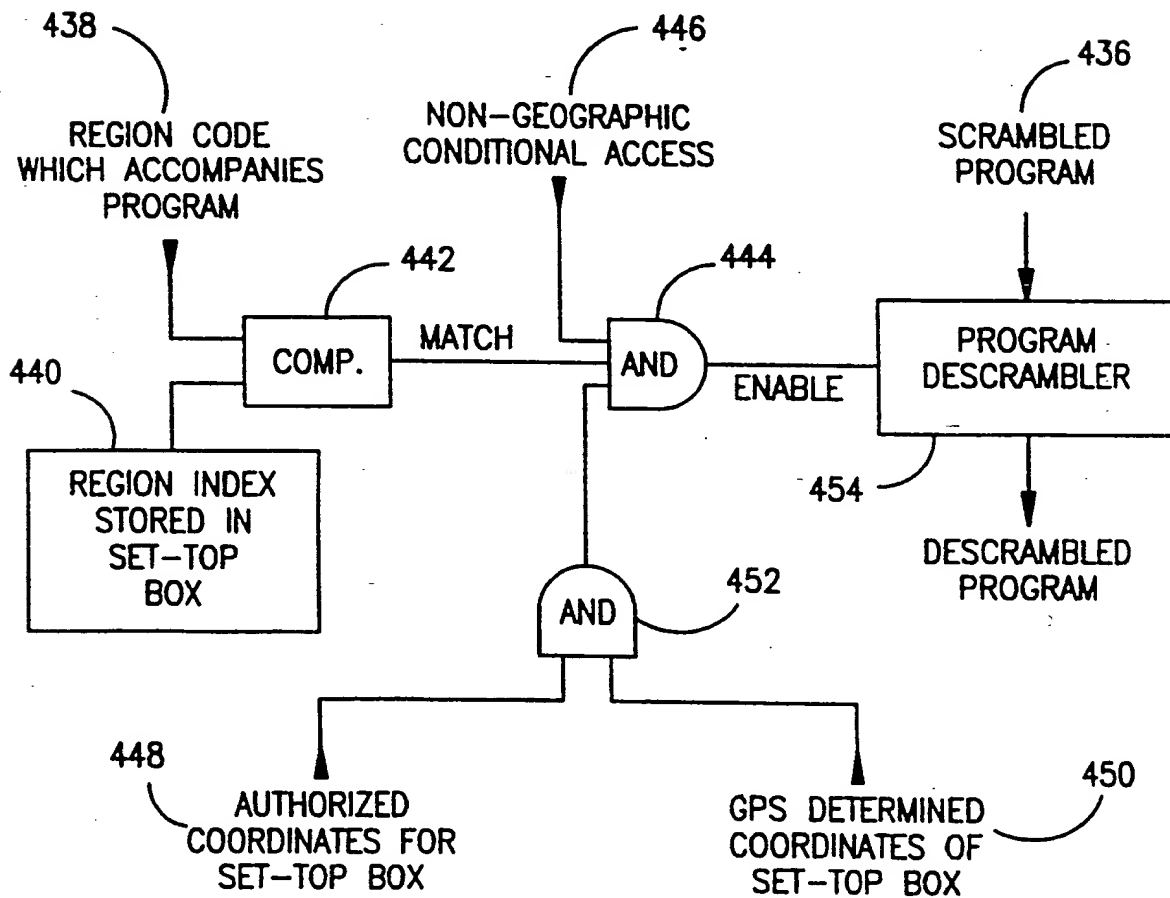 438
REGION CODE
WHICH ACCOMPANIES
PROGRAM
446
NON-GEOGRAPHIC
CONDITIONAL ACCESS
436
SCRAMBLED
PROGRAM
442
COMP.
MATCH
444
AND
ENABLE
PROGRAM
DESCRAMBLER
454
DESCRAMBLED
PROGRAM
440
REGION INDEX
STORED IN
SET-TOP
BOX
452
AND
448
AUTHORIZED
COORDINATES FOR
SET-TOP BOX
450
GPS DETERMINED
COORDINATES OF
SET-TOP BOX